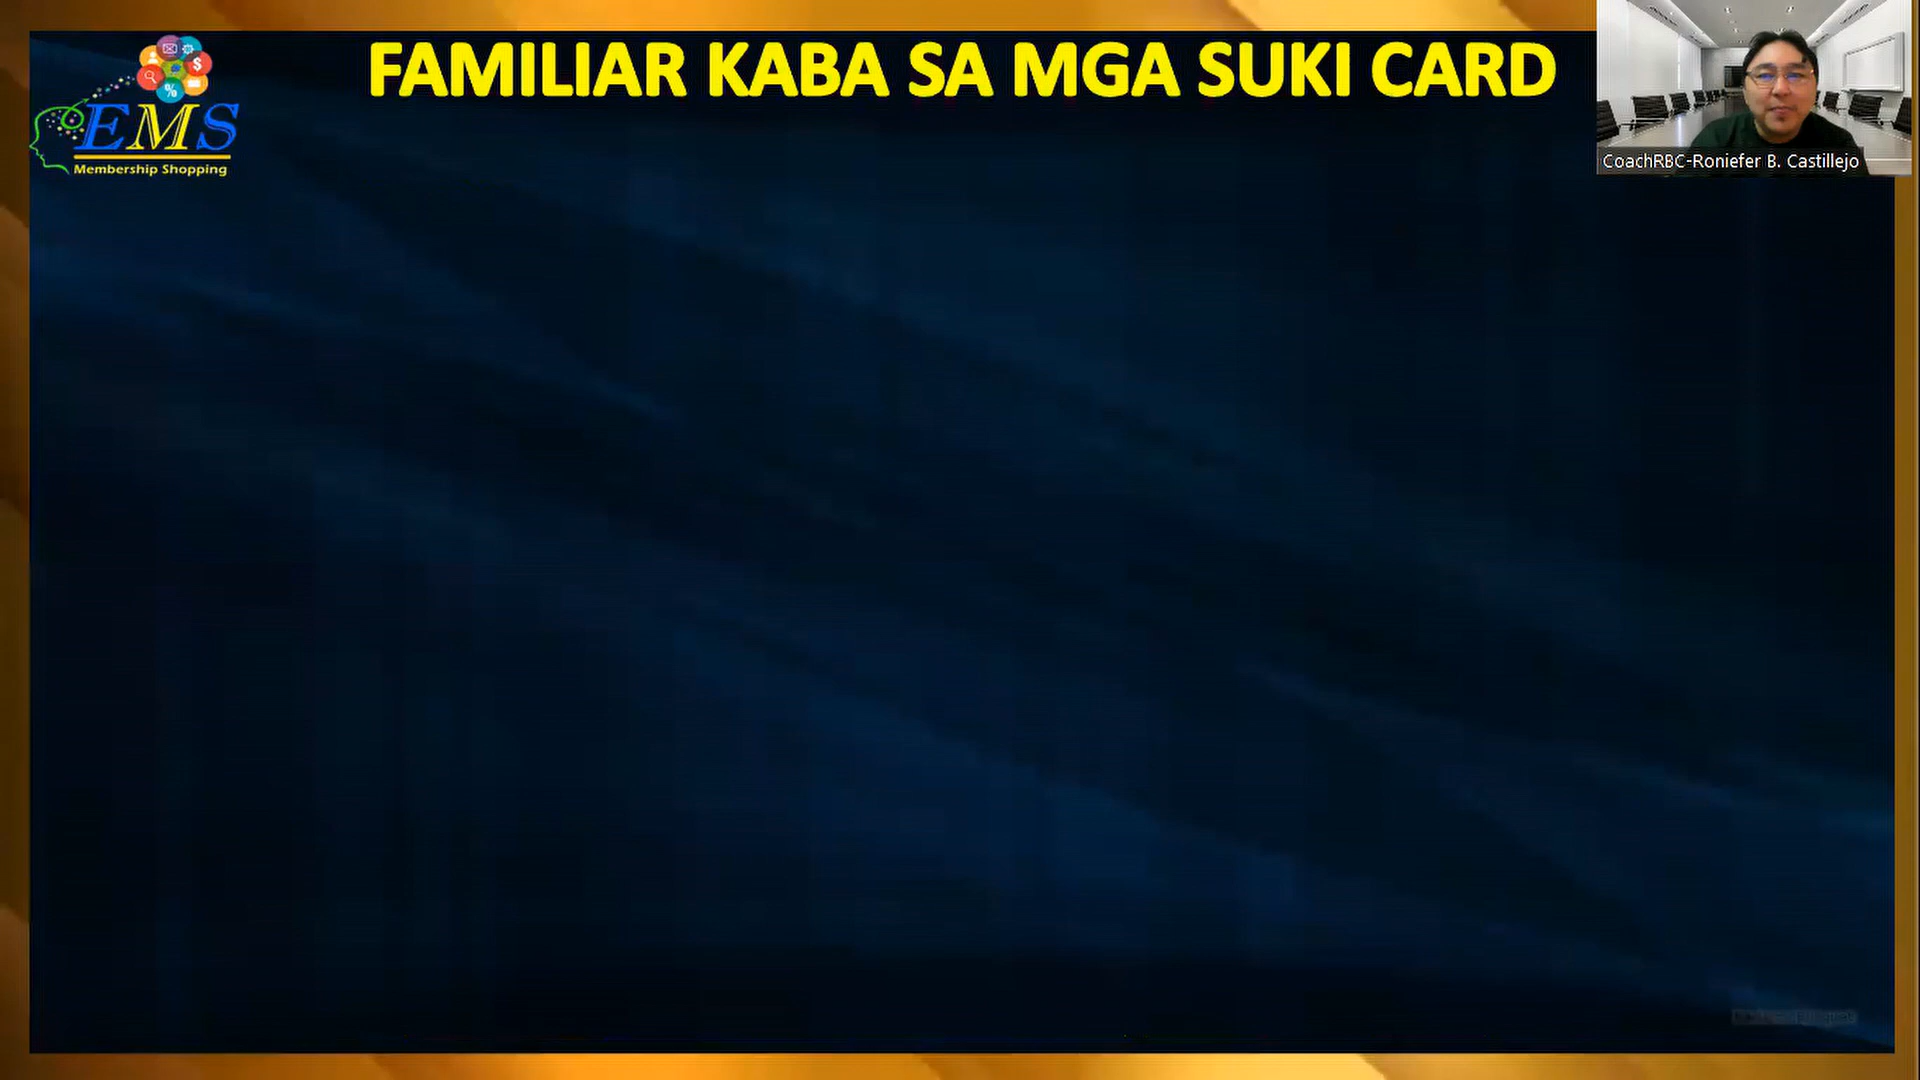 FAMILIAR KABA SA MGA SUKI CARD
$
%
EMS
Membership Shopping
CoachRBC-Roniefer B. Castillejo